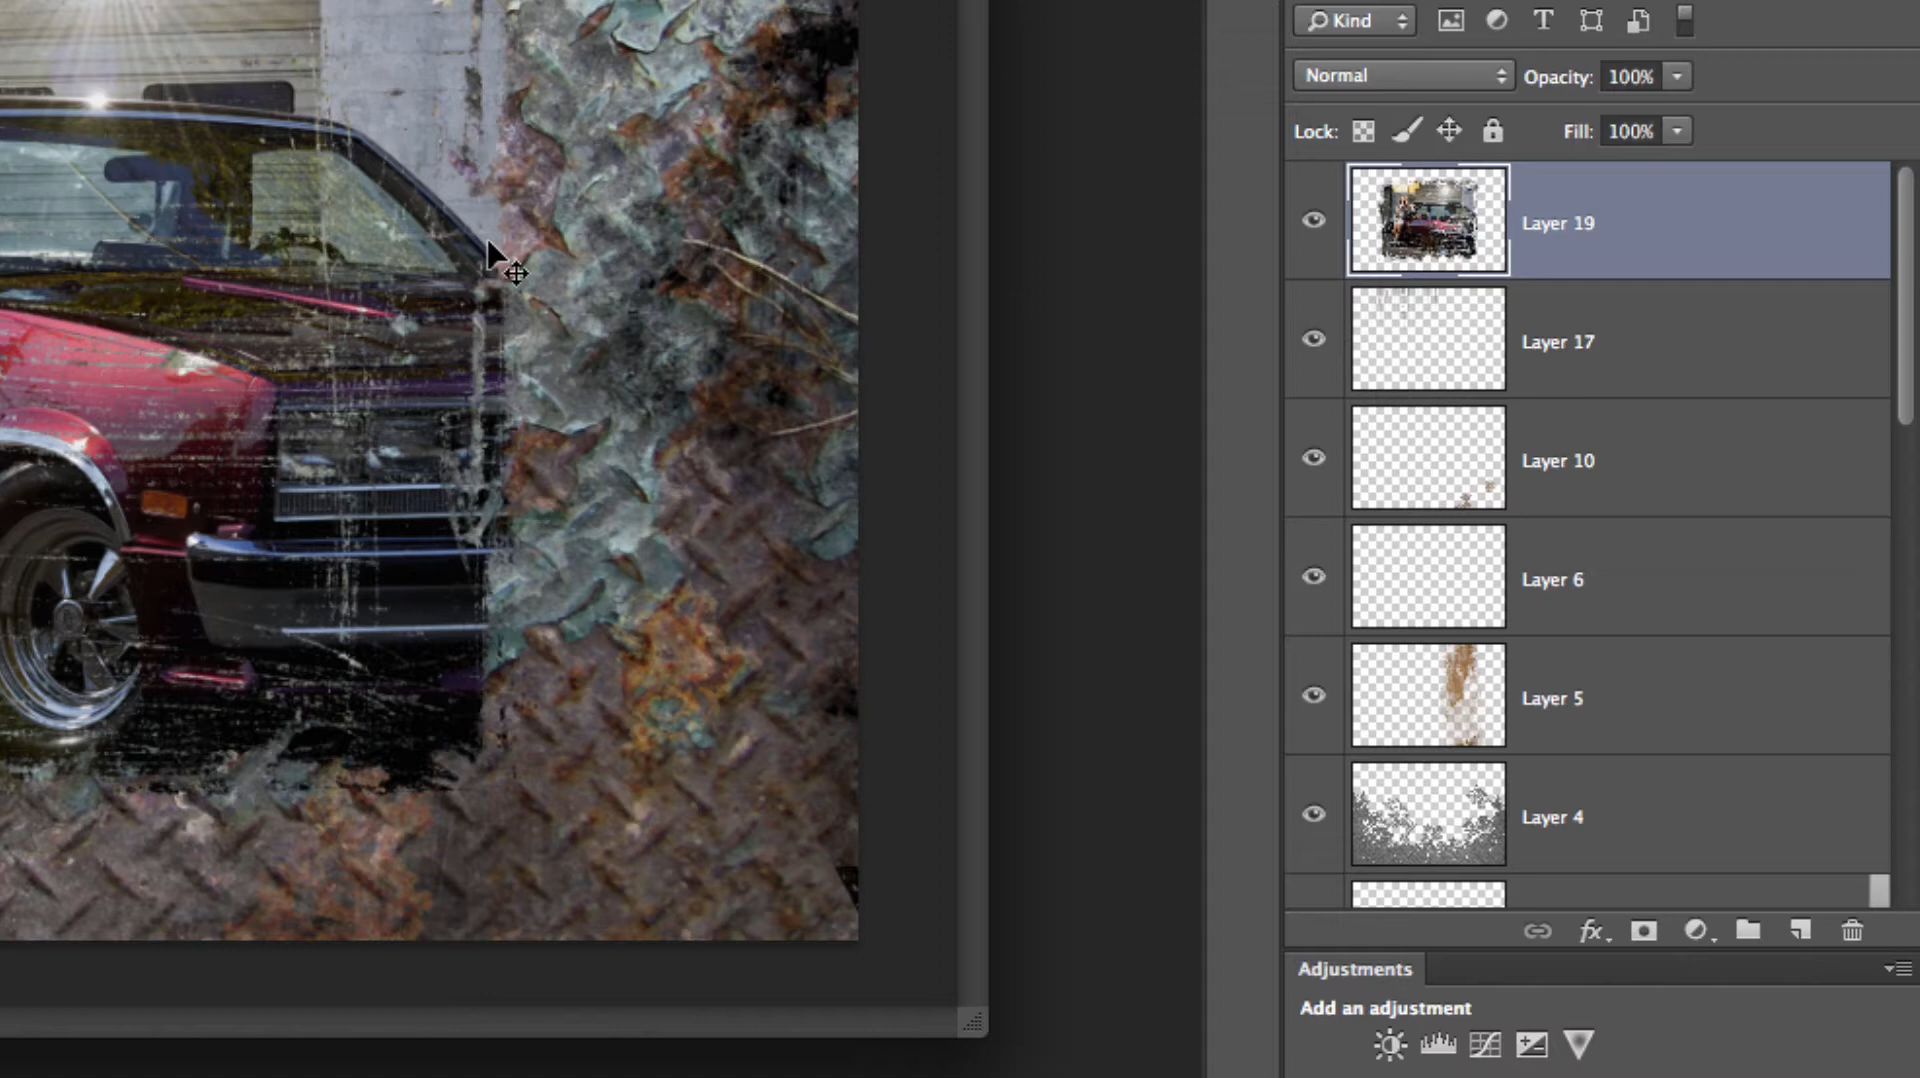 Kind
Normal Opacity: 100%
Lock: Fill: 100%
Layer 19
Layer 17
Layer 10
Layer 6
Layer 5
Layer 4
fx
Adjustments
Add an adjustment